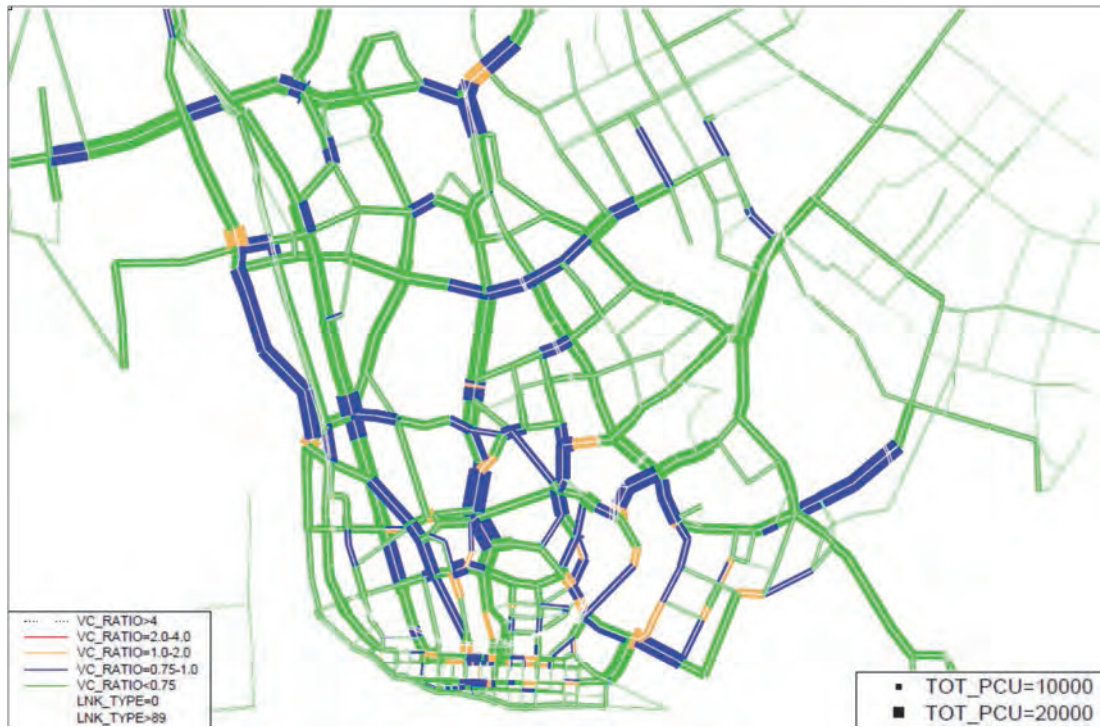 VC_RATIO>4
VC_RATIO=2.0-4.0
VC_RATIO=1.0-2.0
VC_RATIO=0.75-1.0
VC_RATIO<0.75
LNK_TYPE=0
LNK_TYPE>89
TOT_PCU=10000
TOT_PCU=20000